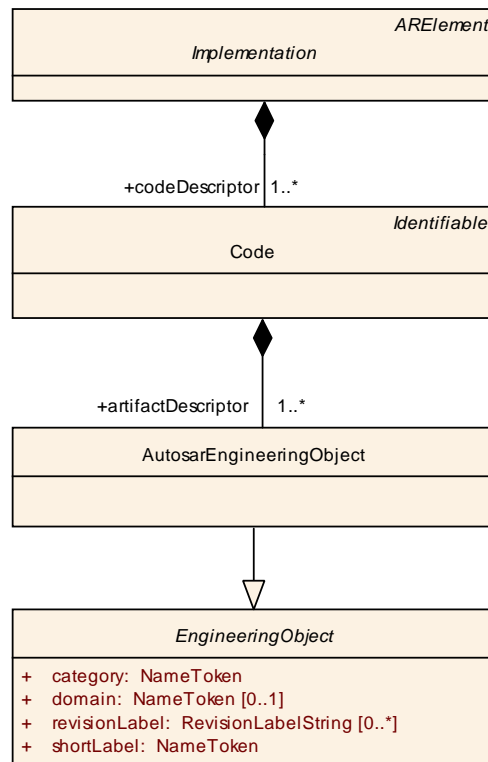 ARElement
Implementation
+codeDescriptor 1..*
Identifiable
Code
+artifactDescriptor 1..*
AutosarEngineeringObject
EngineeringObject
+ category: NameToken
+ domain: NameToken [0..1]
+ revisionLabel: RevisionLabelString [0..*]
+ shortLabel: NameToken